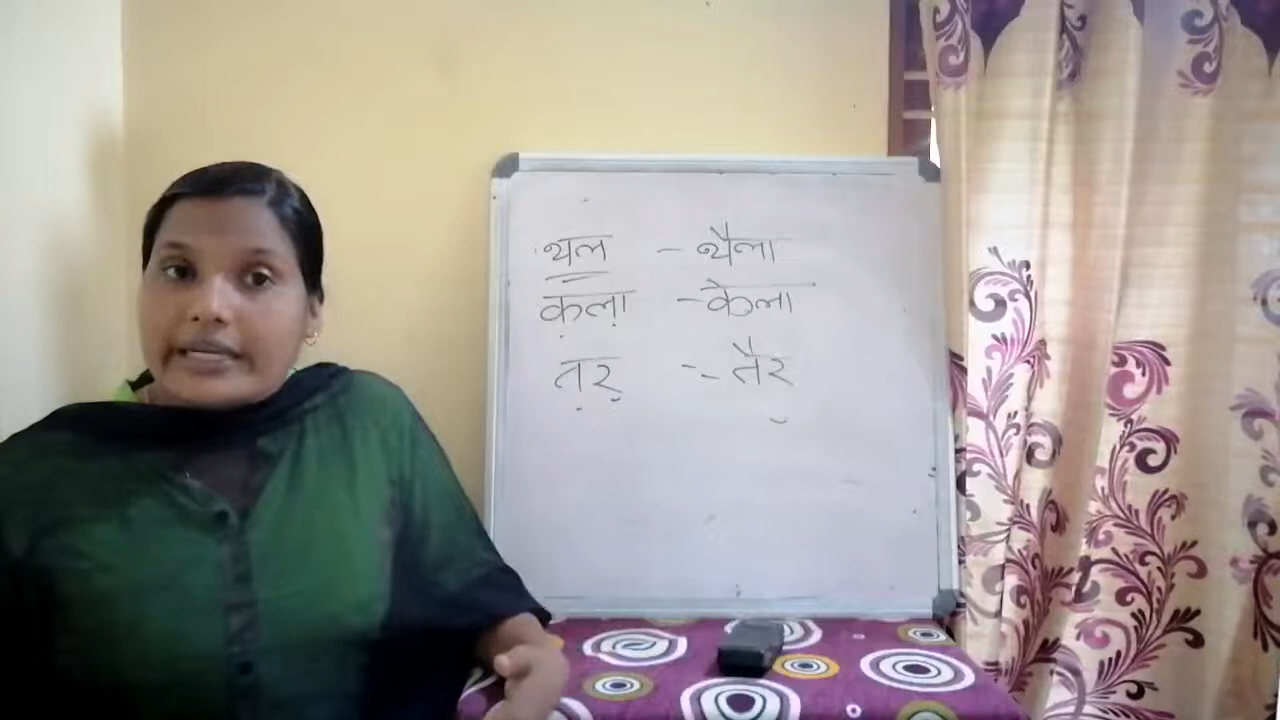 थल - थैला
कला - केला
तर - तैर